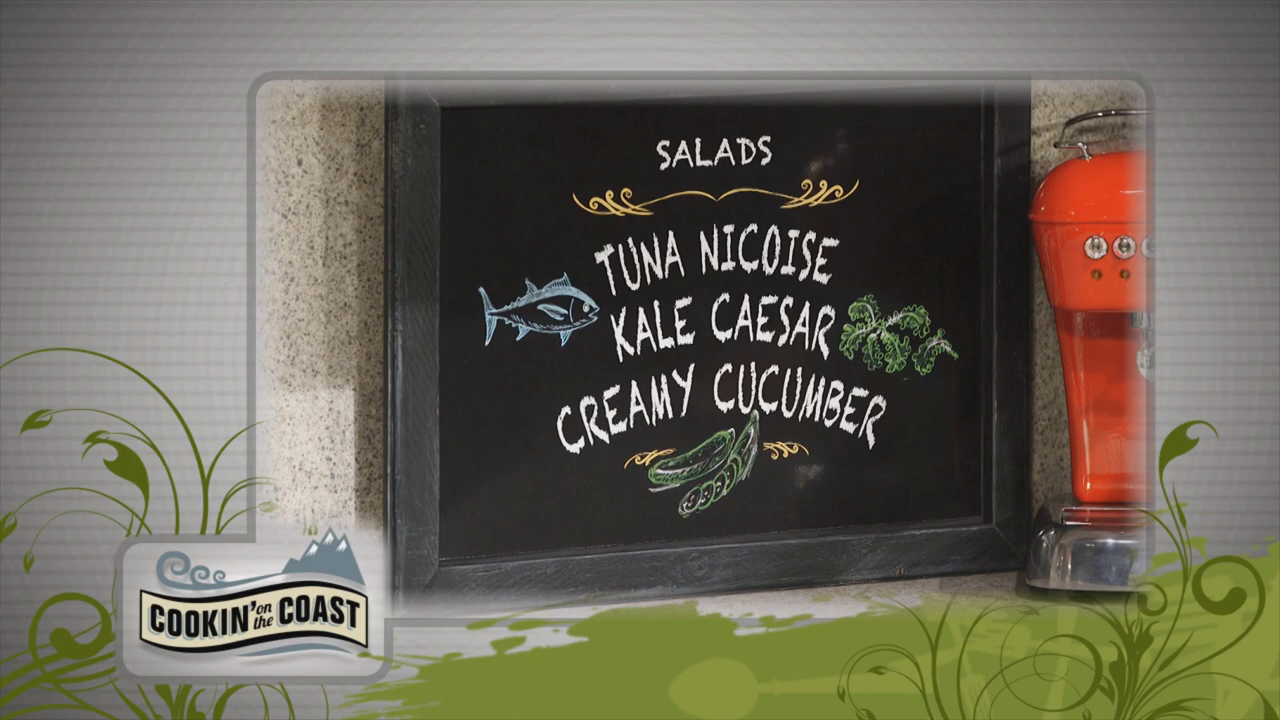 SALADS
TUNA NICOISE
KALE CAESAR
CREAMY CUCUMBER
COOKIN' on the COAST